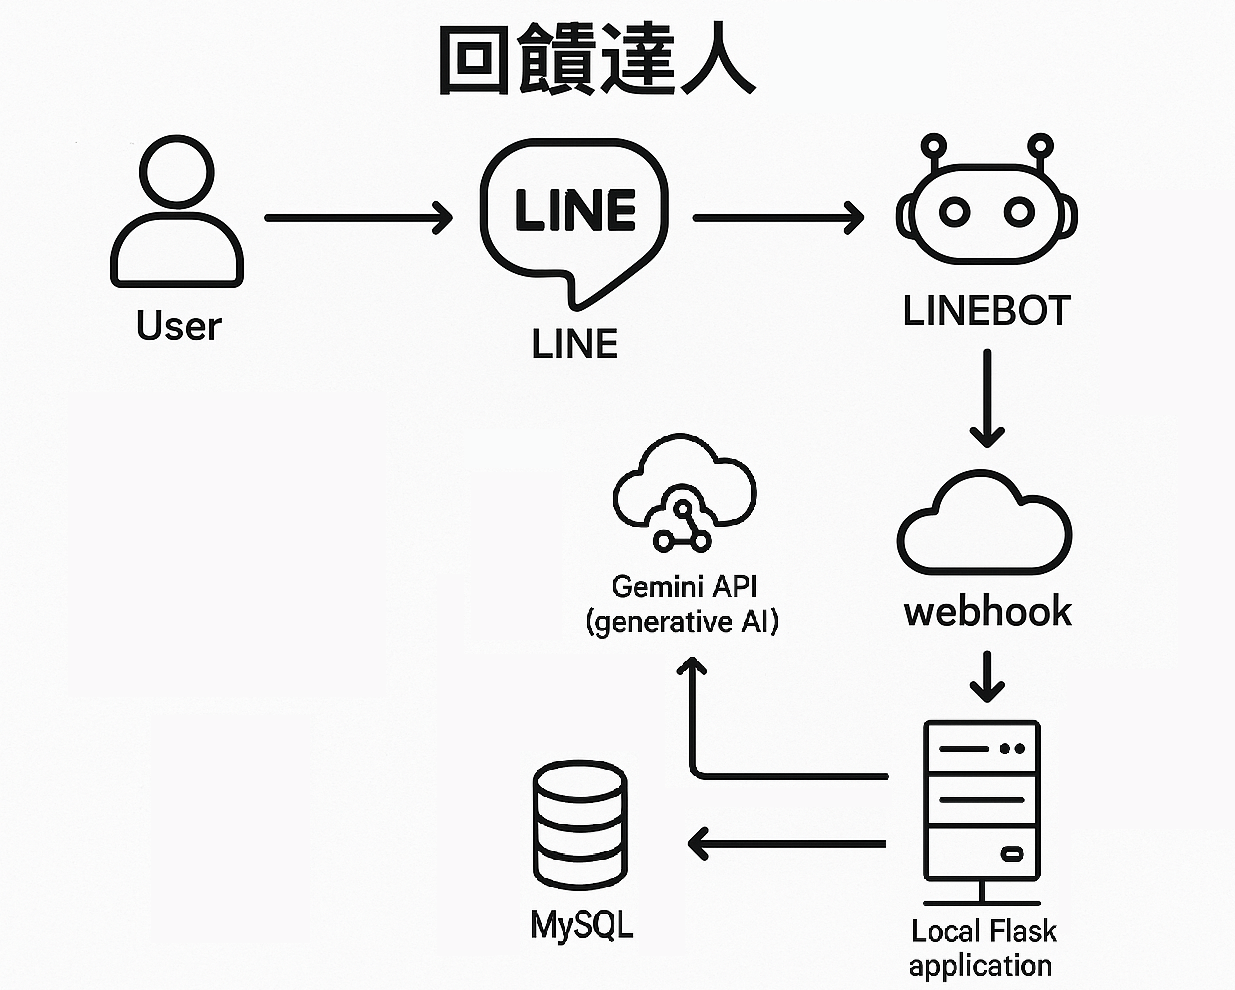 回饋達人
LINE
User
LINE
LINEBOT
Gemini API
(generative AI)
webhook
MySQL
Local Flask
application